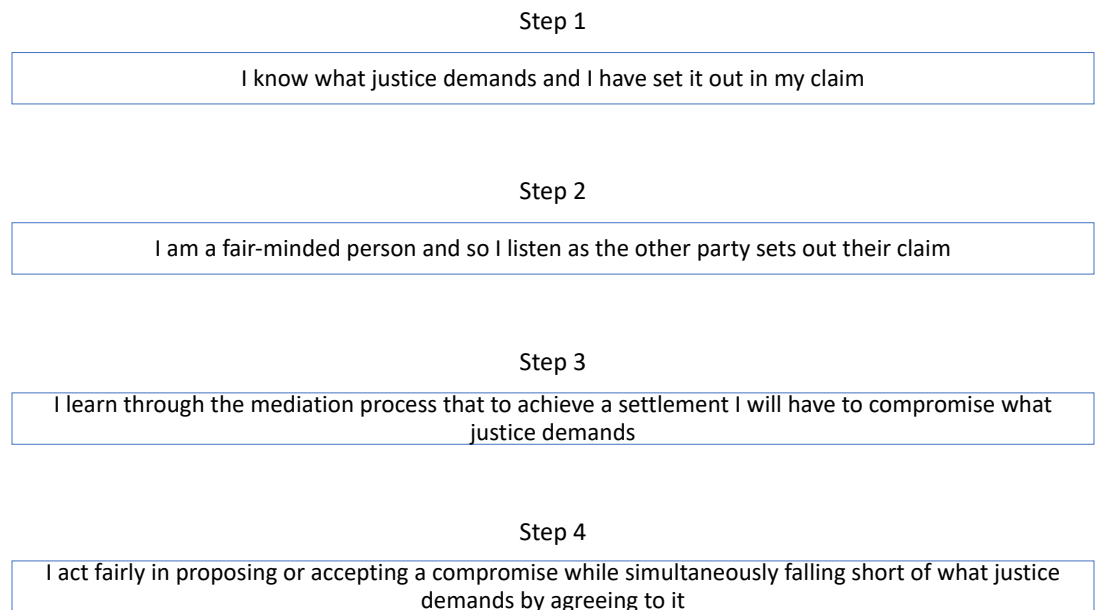 Step 1
I know what justice demands and I have set it out in my claim
Step 2
I am a fair-minded person and so I listen as the other party sets out their claim
Step 3
I learn through the mediation process that to achieve a settlement I will have to compromise what
justice demands
Step 4
I act fairly in proposing or accepting a compromise while simultaneously falling short of what justice
demands by agreeing to it